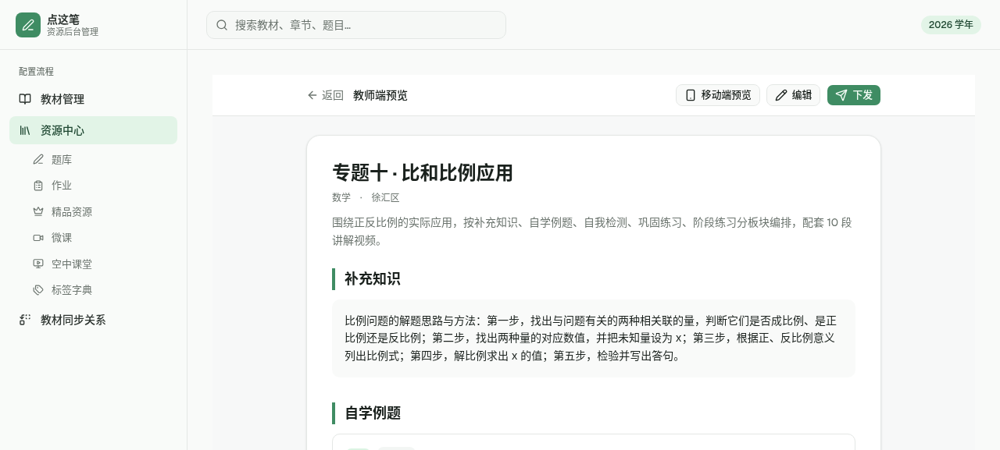 点这笔
资源后台管理
搜索教材、章节、题目...
2026 学年
配置流程
教材管理
资源中心
题库
作业
精品资源
微课
空中课堂
标签字典
教材同步关系
返回 教师端预览
移动端预览
编辑
下发
专题十 · 比和比例应用
数学 · 徐汇区
围绕正反比例的实际应用，按补充知识、自学例题、自我检测、巩固练习、阶段练习分板块编排，配套 10 段
讲解视频。
补充知识
比例问题的解题思路与方法：第一步，找出与问题有关的两种相关联的量，判断它们是否成比例、是正
比例还是反比例；第二步，找出两种量的对应数值，并把未知量设为 x；第三步，根据正、反比例意义
列出比例式；第四步，解比例求出 x 的值；第五步，检验并写出答句。
自学例题